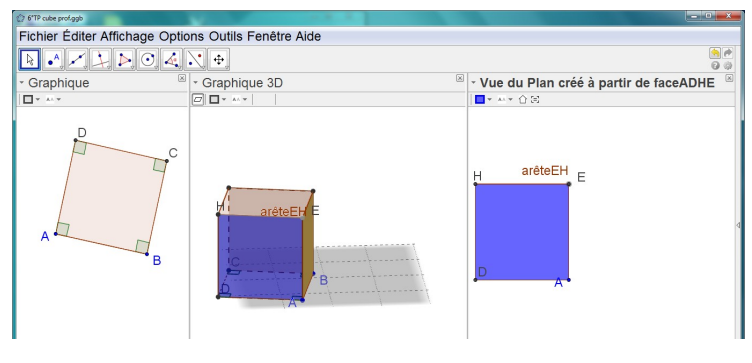 6°TP cube prof.ggb
Fichier Éditer Affichage Options Outils Fenêtre Aide
A
Graphique
Graphique 3D
Vue du Plan créé à partir de faceADHE
D
C
A
B
H
arêteEH
E
C
B
D
A
H
arêteEH
E
D
A